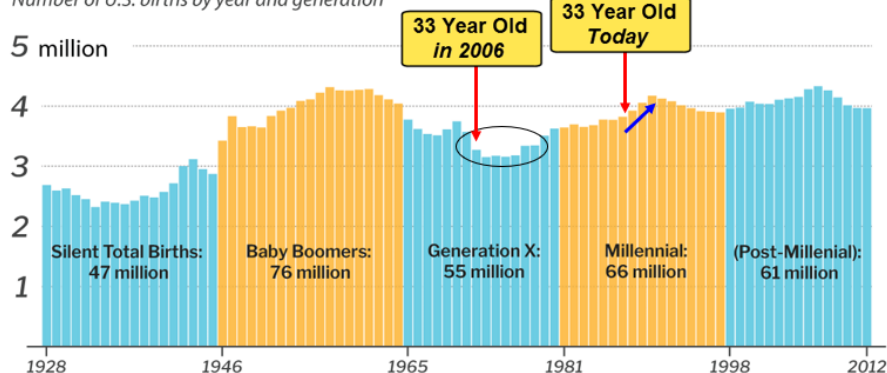 Number of U.S. births by year and generation
33 Year Old
in 2006
33 Year Old
Today
5 million
4
3
2
1
Silent Total Births:
47 million
Baby Boomers:
76 million
Generation X:
55 million
Millennial:
66 million
(Post-Millenial):
61 million
1928
1946
1965
1981
1998
2012